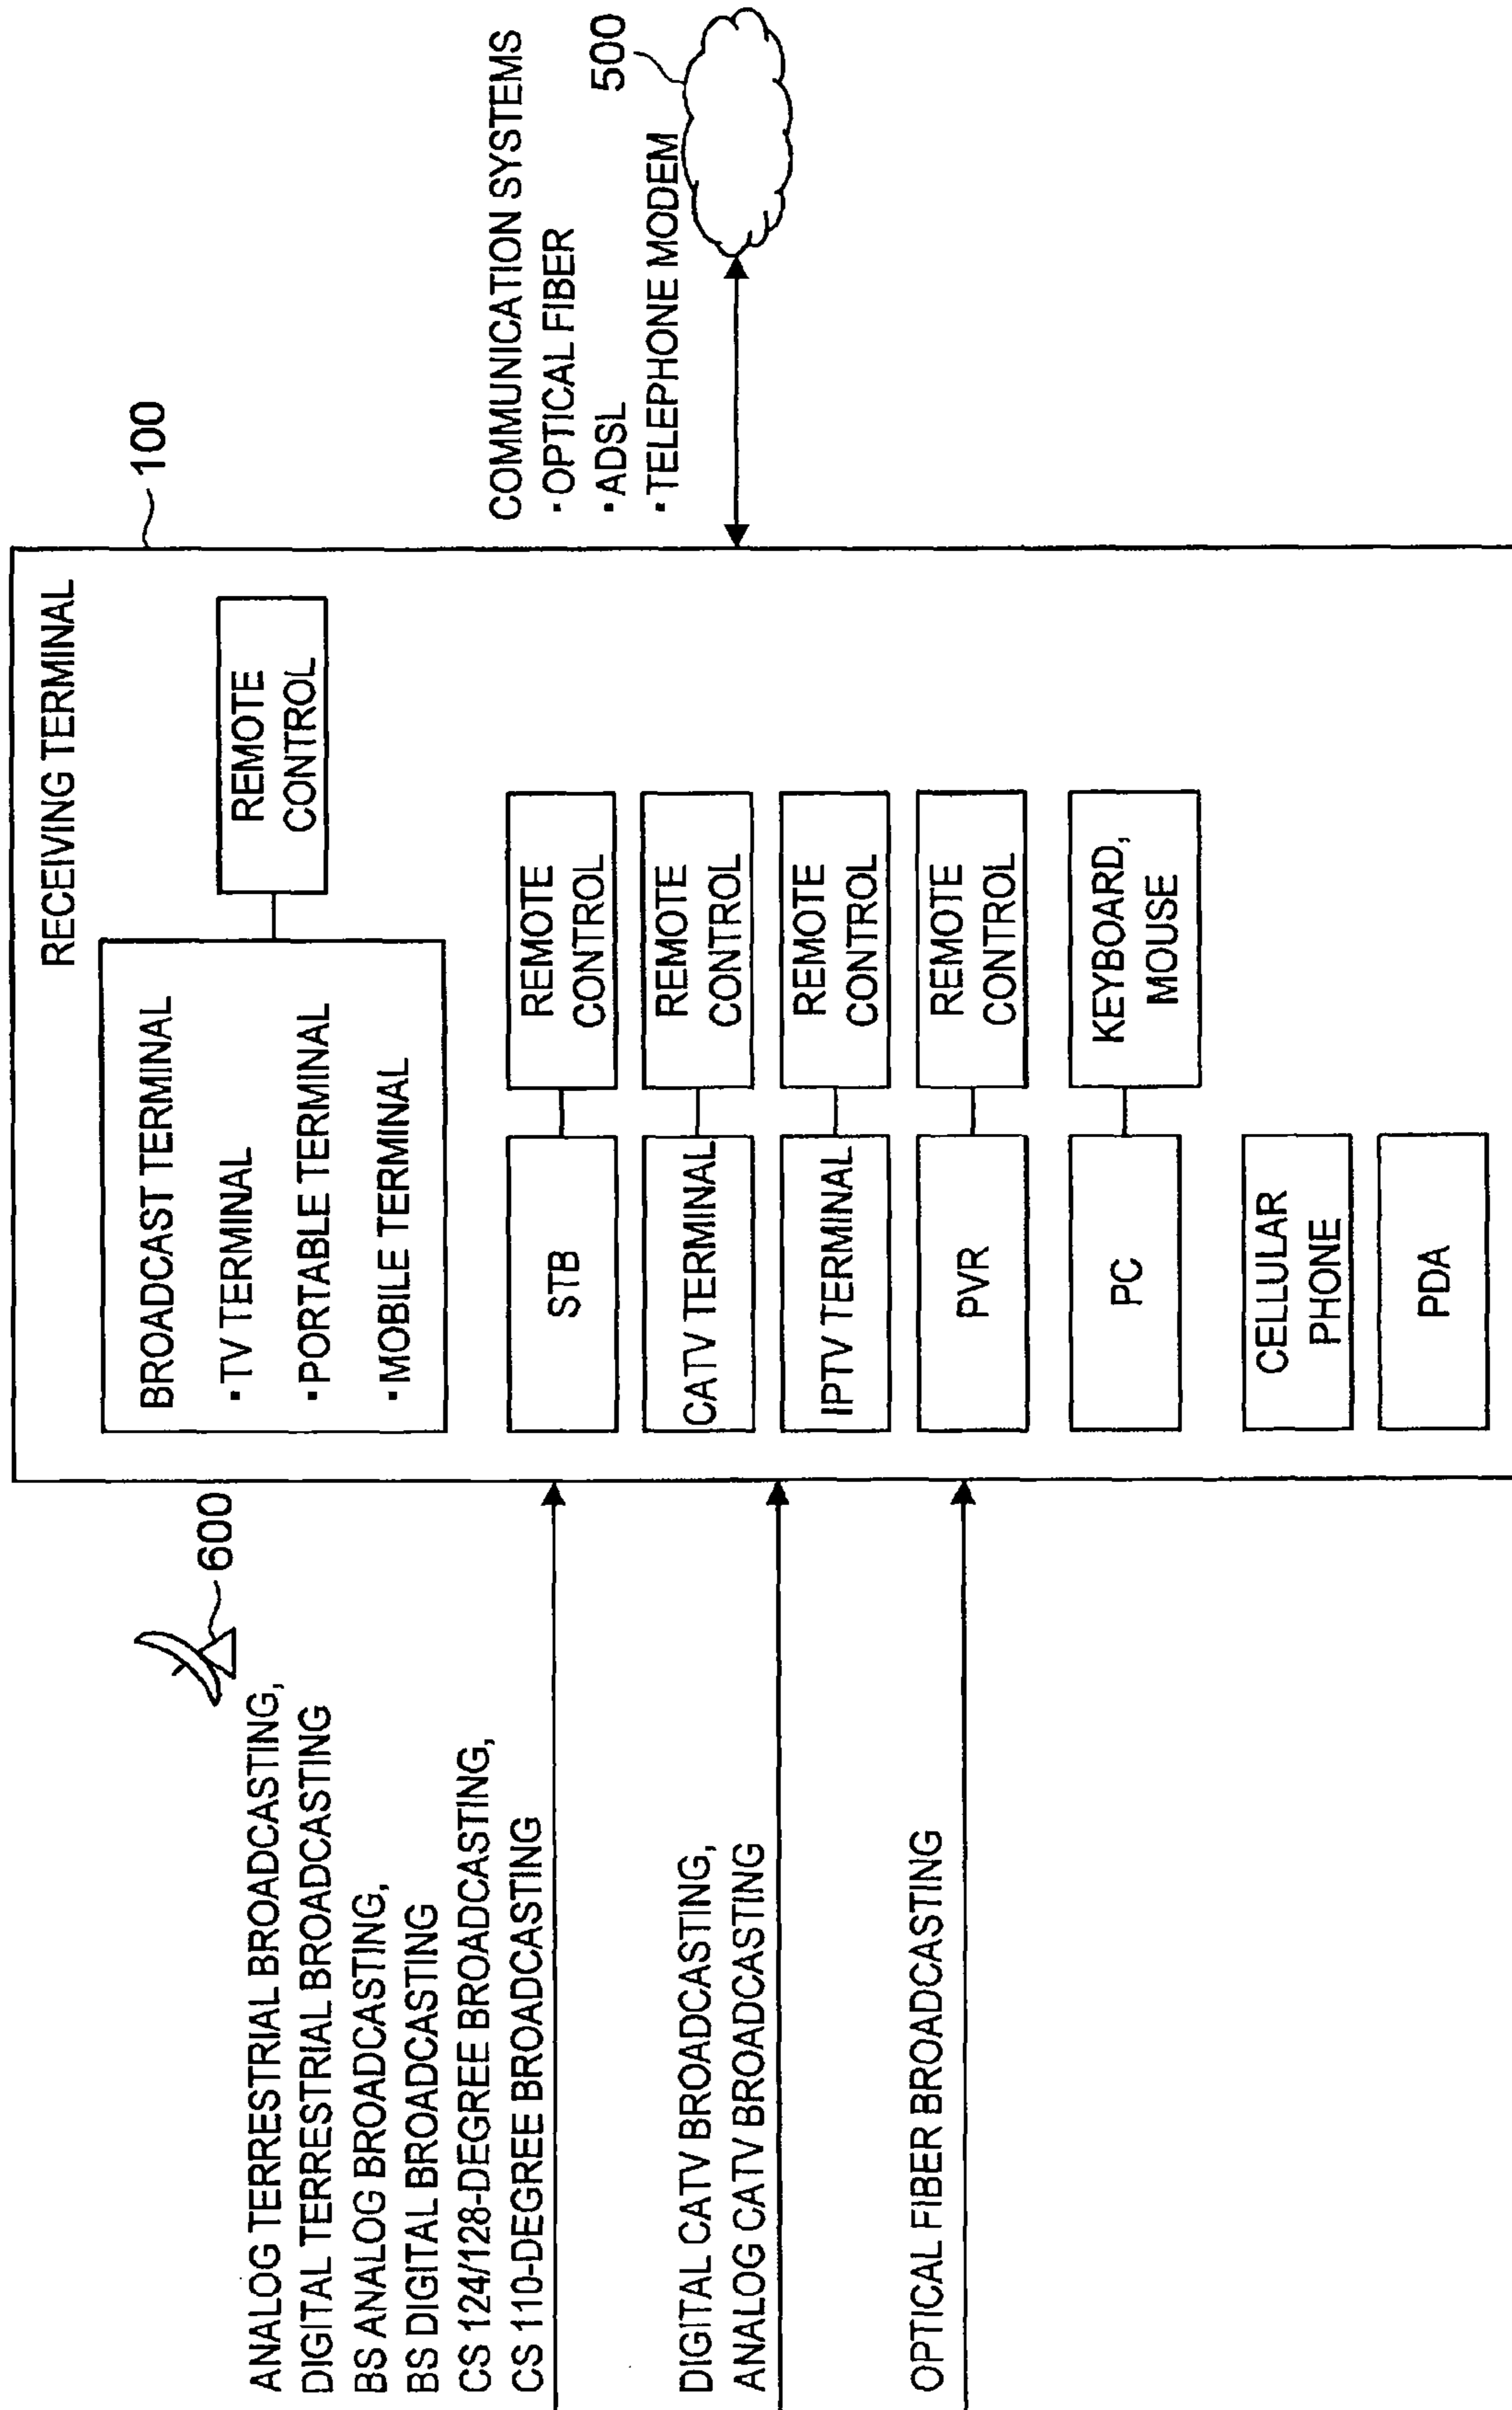 ANALOG TERRESTRIAL BROADCASTING,
DIGITAL TERRESTRIAL BROADCASTING
BS ANALOG BROADCASTING,
BS DIGITAL BROADCASTING
CS 124/128-DEGREE BROADCASTING,
CS 110-DEGREE BROADCASTING
600
DIGITAL CATV BROADCASTING,
ANALOG CATV BROADCASTING
OPTICAL FIBER BROADCASTING
RECEIVING TERMINAL
100
BROADCAST TERMINAL
・TV TERMINAL
・PORTABLE TERMINAL
・MOBILE TERMINAL
REMOTE
CONTROL
STB
REMOTE
CONTROL
CATV TERMINAL
REMOTE
CONTROL
IPTV TERMINAL
REMOTE
CONTROL
PVR
REMOTE
CONTROL
PC
KEYBOARD,
MOUSE
CELLULAR
PHONE
PDA
COMMUNICATION SYSTEMS
・OPTICAL FIBER
・ADSL
・TELEPHONE MODEM
500